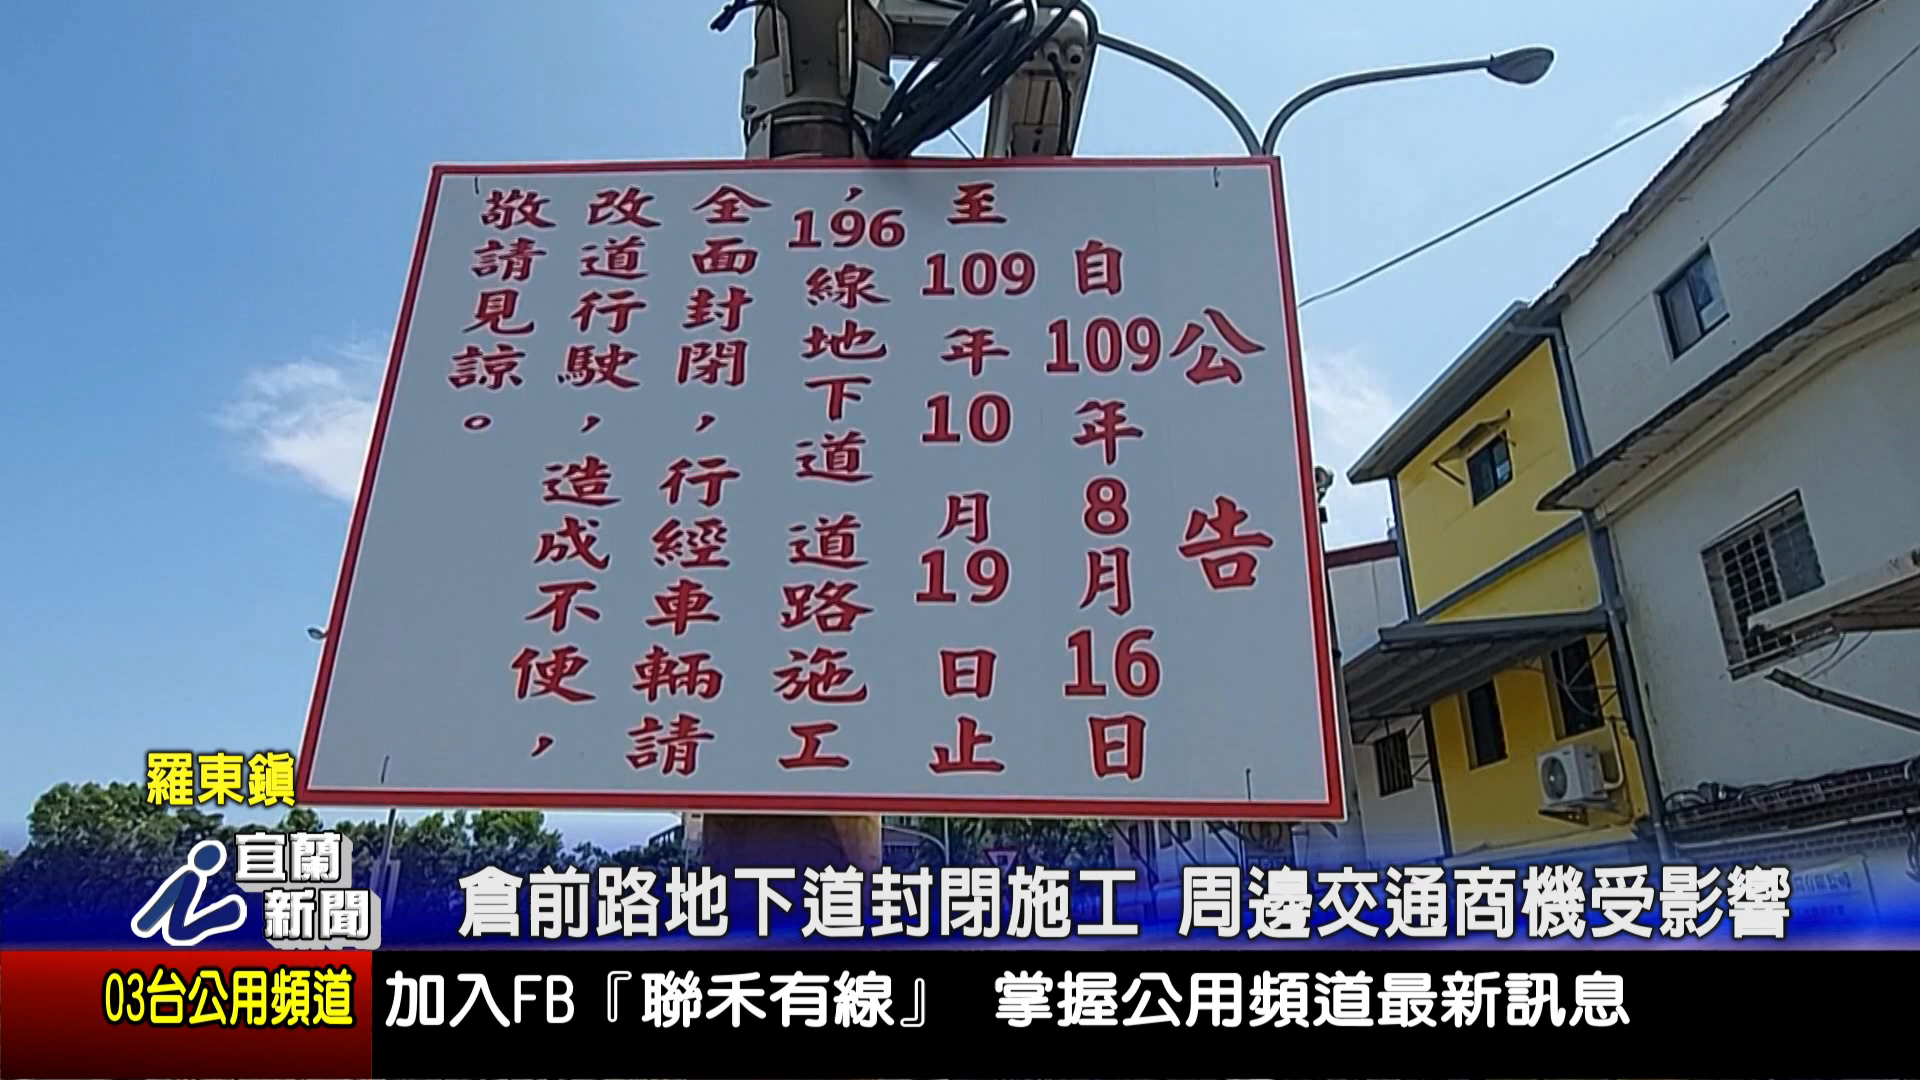 公告
自109年8月16日
至109年10月19日止
，196線地下道 道路施工
全面封閉，行經車輛請
改道行駛，造成不便，
敬請見諒。
羅東鎮
宜蘭
新聞
倉前路地下道封閉施工 周邊交通商機受影響
03台公用頻道
加入FB『聯禾有線』 掌握公用頻道最新訊息